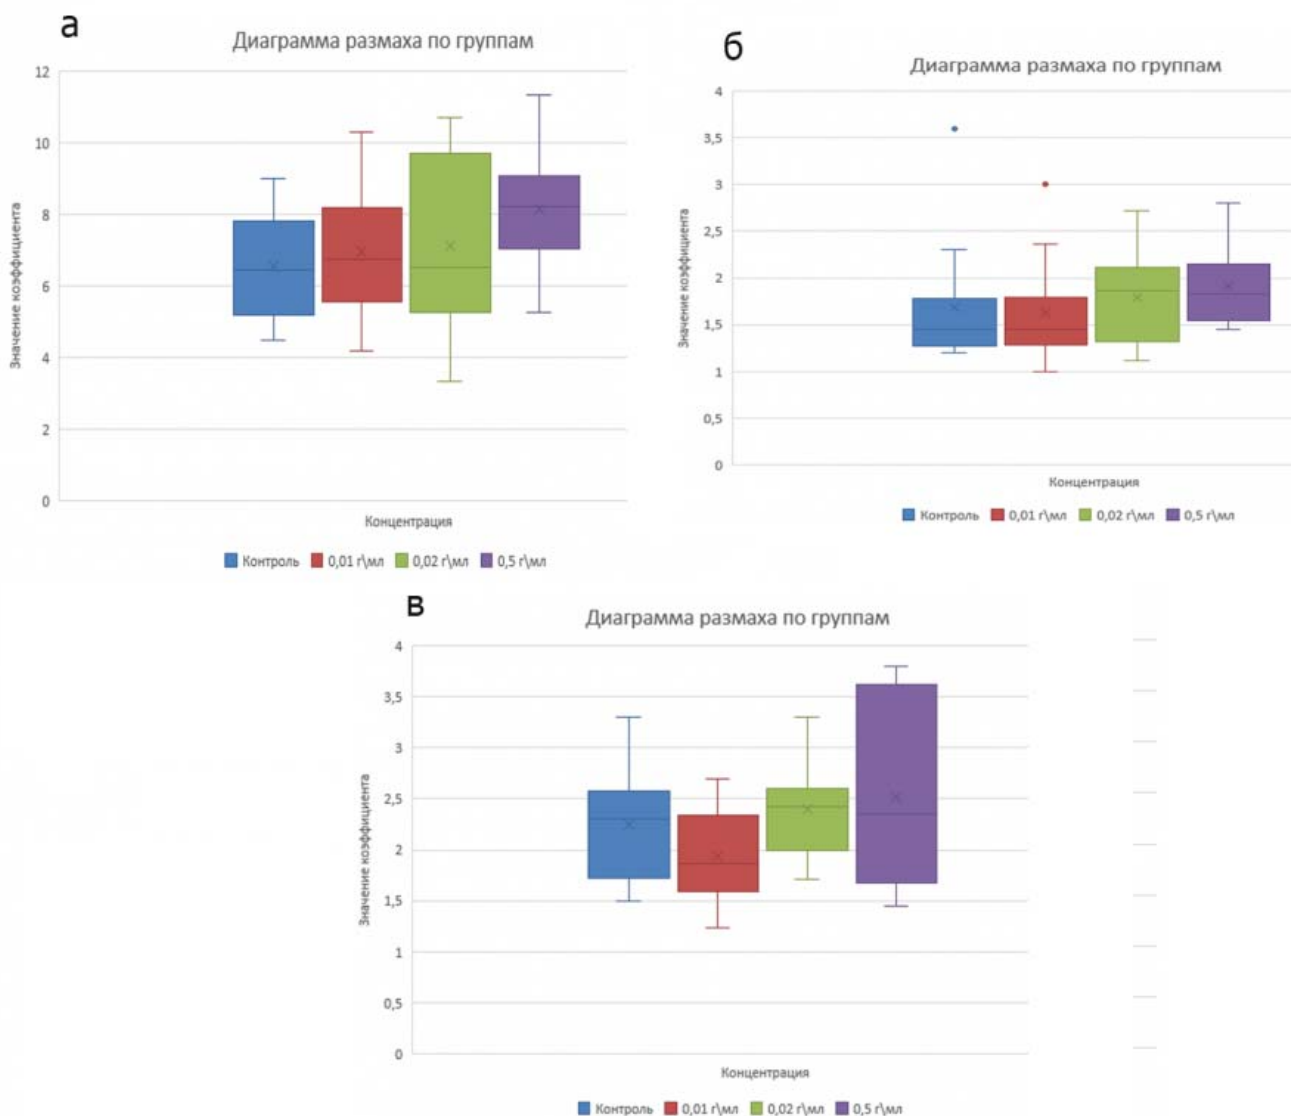 а
Диаграмма размаха по группам
12
10
8
6
4
2
0
Значение коэффициента
Концентрация
Контроль 0,01 г\мл 0,02 г\мл 0,5 г\мл
б
Диаграмма размаха по группам
4
3,5
3
2,5
2
1,5
1
0,5
0
Значение коэффициента
Концентрация
Контроль 0,01 г\мл 0,02 г\мл 0,5 г\мл
в
Диаграмма размаха по группам
4
3,5
3
2,5
2
1,5
1
0,5
0
Значение коэффициента
Концентрация
Контроль 0,01 г\мл 0,02 г\мл 0,5 г\мл